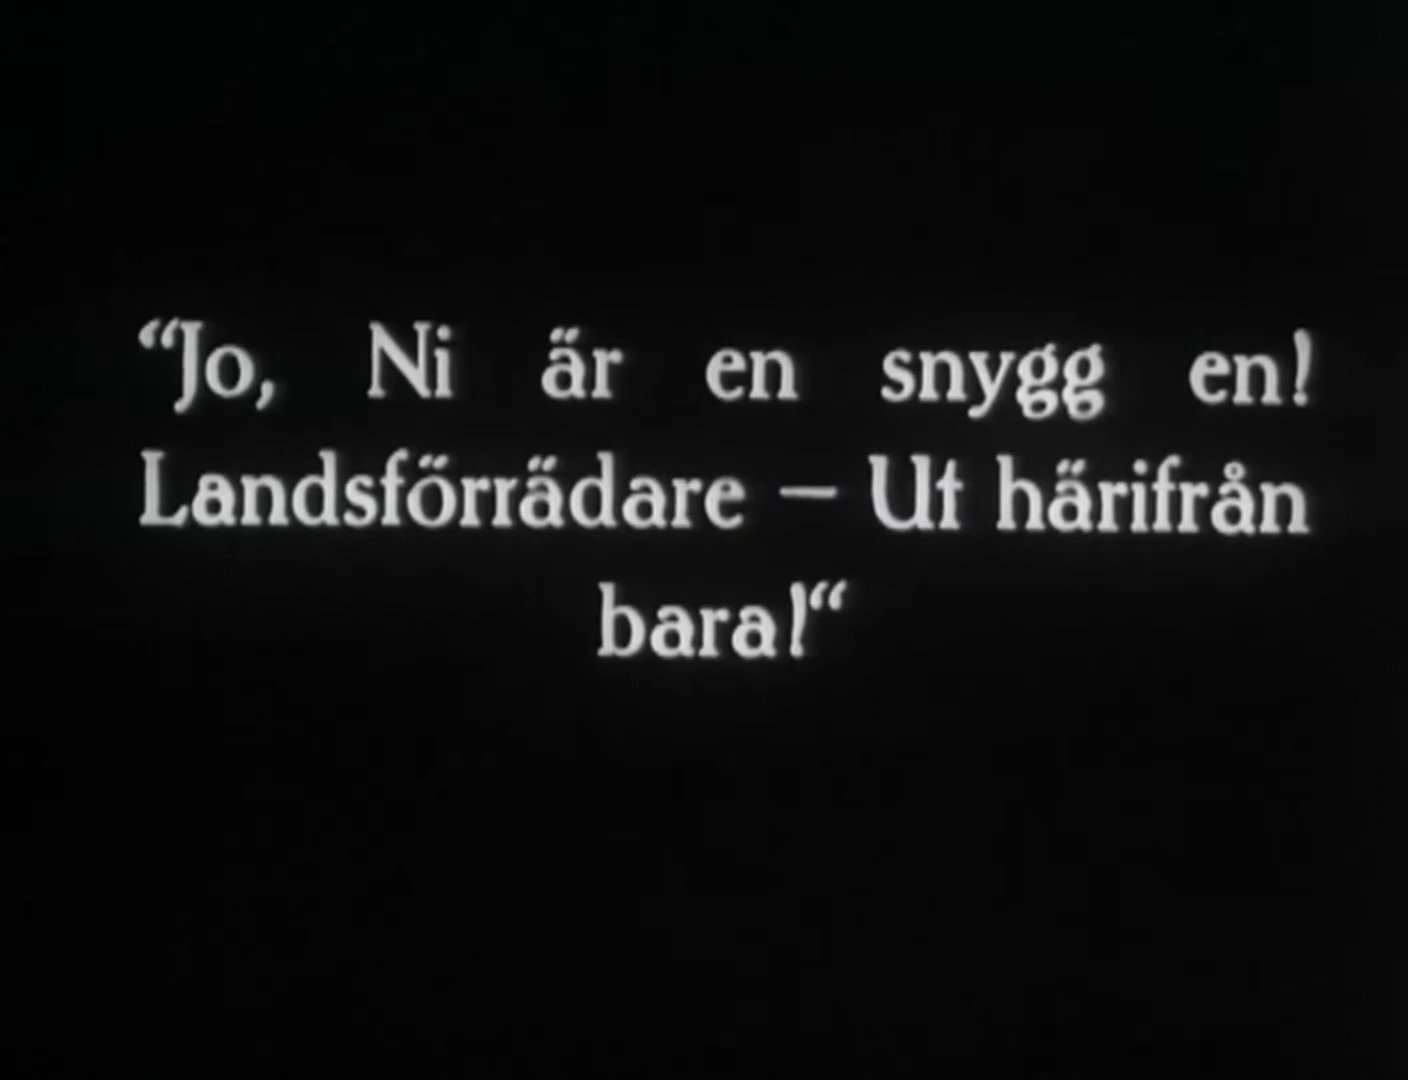 “Jo, Ni är en snygg en!
Landsförrädare — Ut härifrån
bara!“